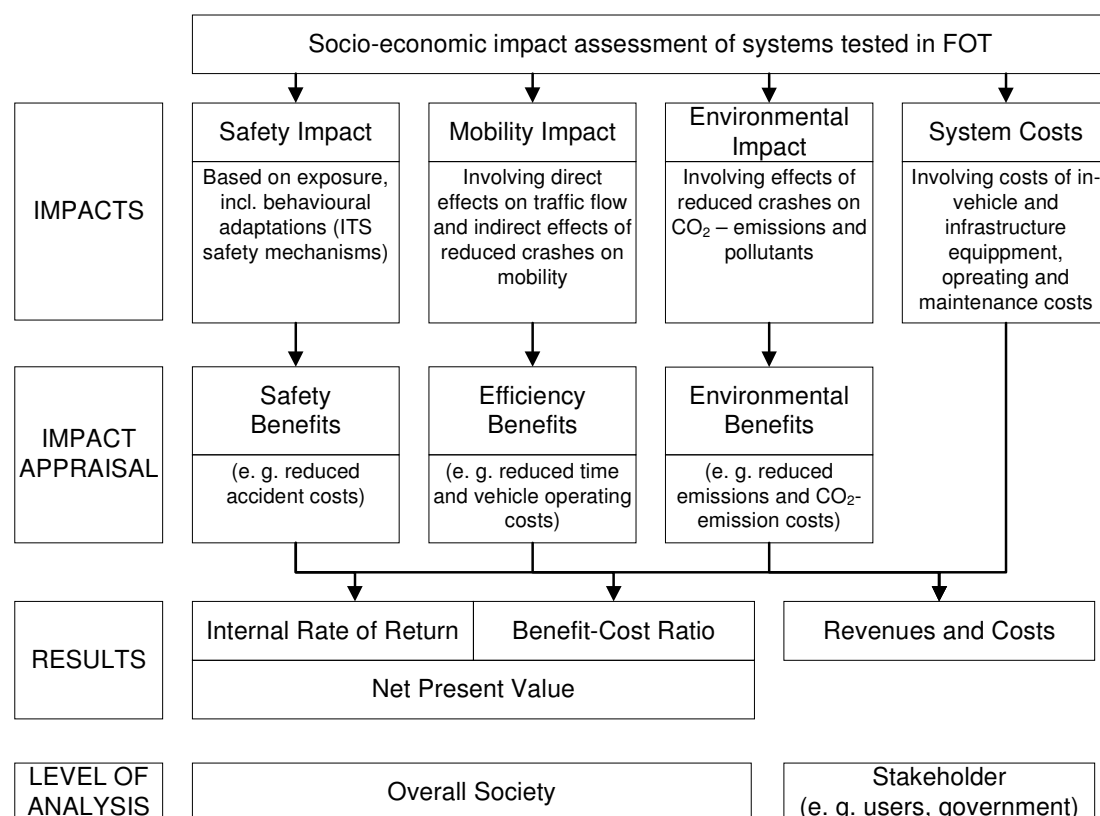 Socio-economic impact assessment of systems tested in FOT
IMPACTS
Safety Impact
Based on exposure,
incl. behavioural
adaptations (ITS
safety mechanisms)
Mobility Impact
Involving direct
effects on traffic flow
and indirect effects of
reduced crashes on
mobility
Environmental
Impact
Involving effects of
reduced crashes on
CO₂ – emissions and
pollutants
System Costs
Involving costs of in-
vehicle and
infrastructure
equippment,
opreating and
maintenance costs
IMPACT
APPRAISAL
Safety
Benefits
(e. g. reduced
accident costs)
Efficiency
Benefits
(e. g. reduced time
and vehicle operating
costs)
Environmental
Benefits
(e. g. reduced
emissions and CO₂-
emission costs)
RESULTS
Internal Rate of Return
Benefit-Cost Ratio
Net Present Value
Revenues and Costs
LEVEL OF
ANALYSIS
Overall Society
Stakeholder
(e. g. users, government)